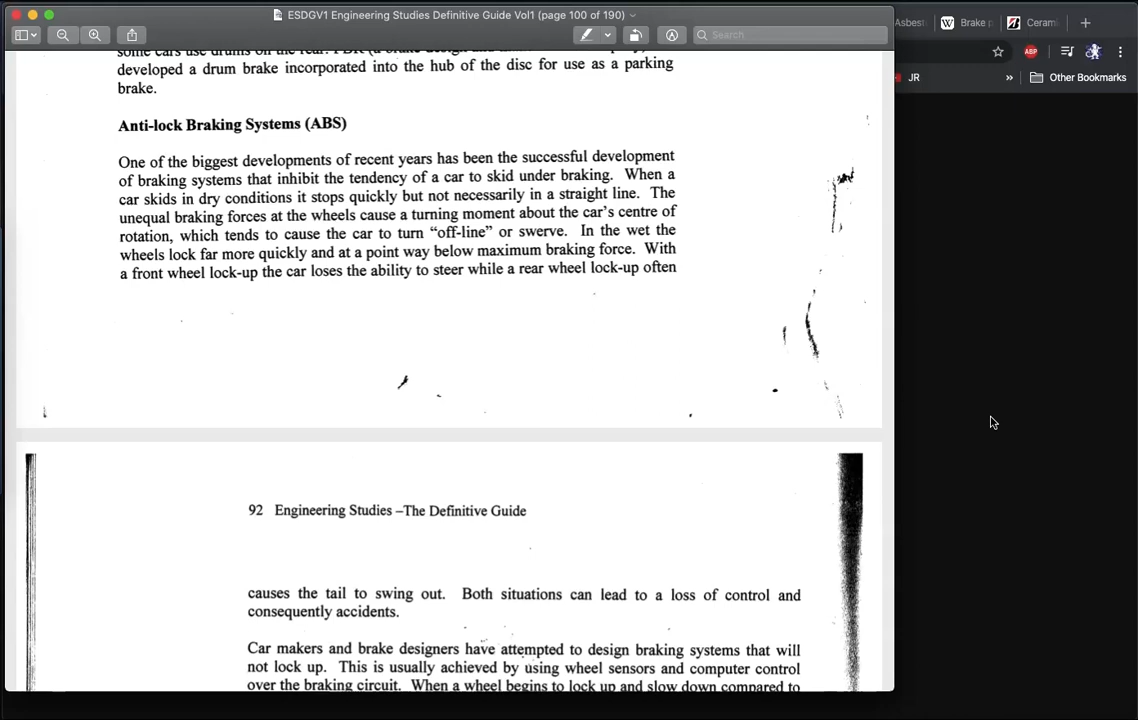 ESDGV1 Engineering Studies Definitive Guide Vol1 (page 100 of 190)
Asbest
Brake p
Cerami
Search
ABP
JR
»
Other Bookmarks
developed a drum brake incorporated into the hub of the disc for use as a parking
brake.
Anti-lock Braking Systems (ABS)
One of the biggest developments of recent years has been the successful development
of braking systems that inhibit the tendency of a car to skid under braking. When a
car skids in dry conditions it stops quickly but not necessarily in a straight line. The
unequal braking forces at the wheels cause a turning moment about the car's centre of
rotation, which tends to cause the car to turn “off-line” or swerve. In the wet the
wheels lock far more quickly and at a point way below maximum braking force. With
a front wheel lock-up the car loses the ability to steer while a rear wheel lock-up often
92 Engineering Studies –The Definitive Guide
causes the tail to swing out. Both situations can lead to a loss of control and
consequently accidents.
Car makers and brake designers have attempted to design braking systems that will
not lock up. This is usually achieved by using wheel sensors and computer control
over the braking circuit. When a wheel begins to lock up and slow down compared to